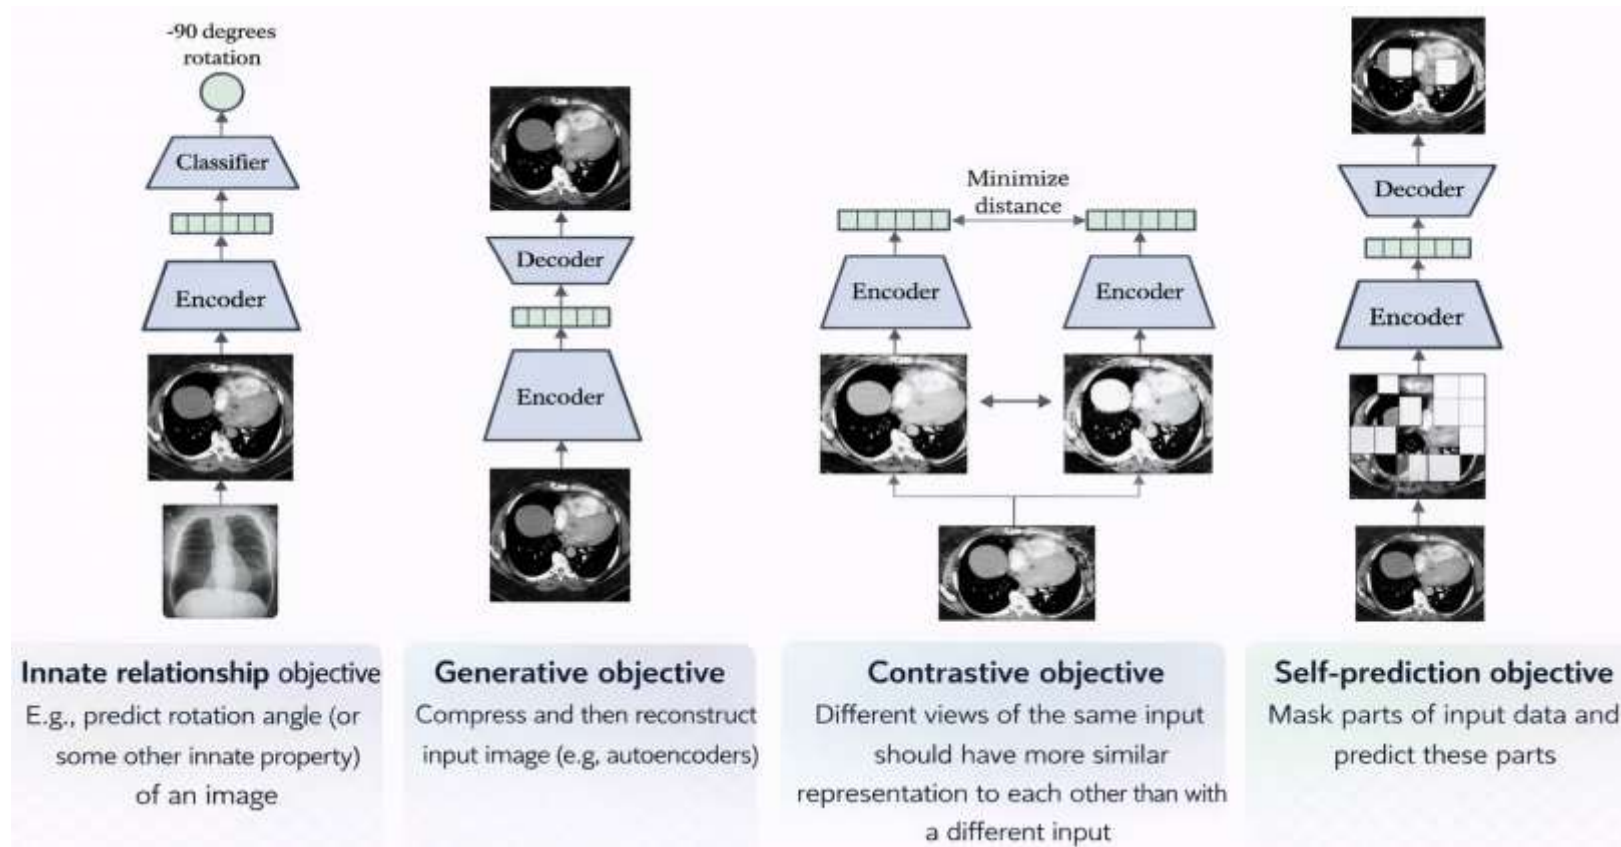 -90 degrees
rotation
Classifier
Encoder
Decoder
Encoder
Minimize
distance
Encoder
Encoder
Decoder
Encoder
Innate relationship objective
E.g., predict rotation angle (or
some other innate property)
of an image
Generative objective
Compress and then reconstruct
input image (e.g, autoencoders)
Contrastive objective
Different views of the same input
should have more similar
representation to each other than with
a different input
Self-prediction objective
Mask parts of input data and
predict these parts